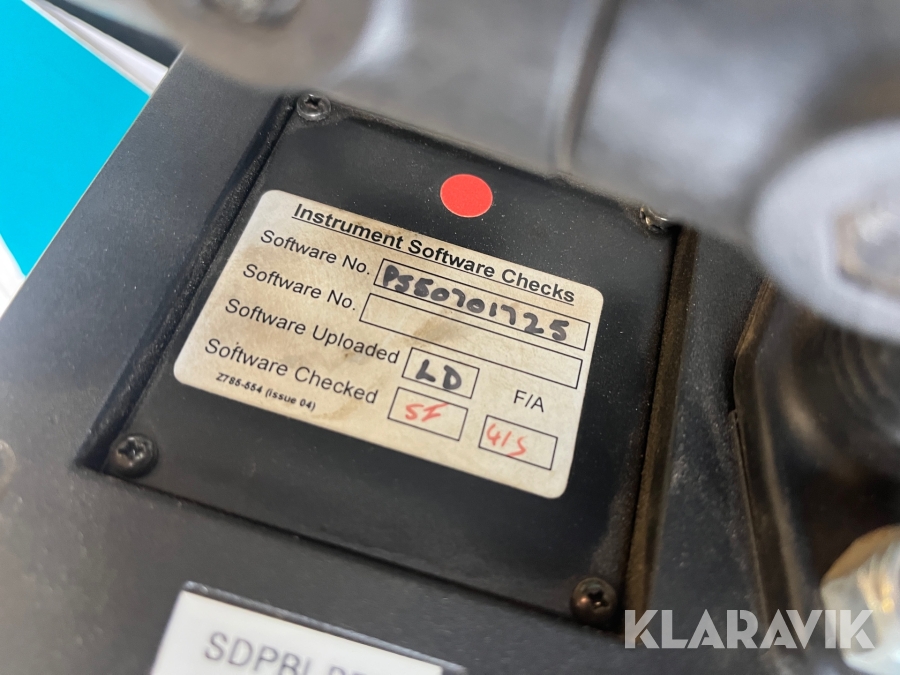 Instrument Software Checks
Software No. PS50701725
Software No.
Software Uploaded LD F/A
Software Checked SF 41S
Z785-554 (Issue 04)
KLARAVIK